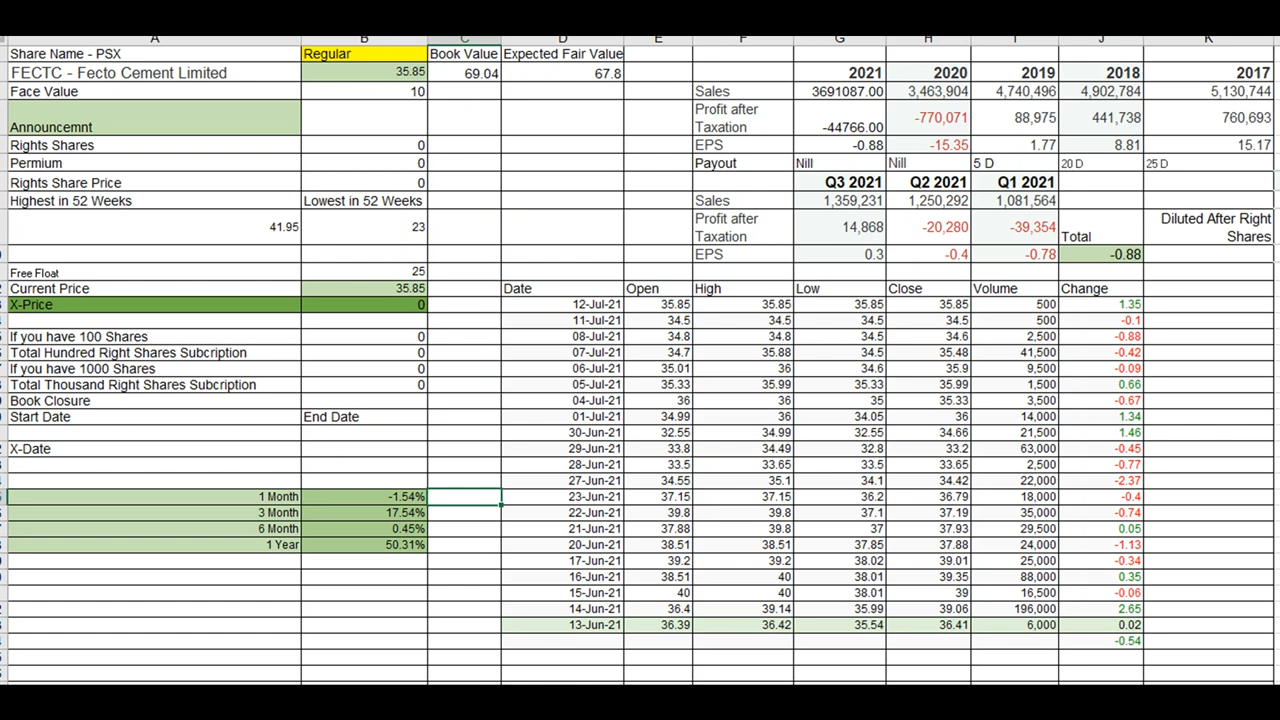 A B C D E F G H I J K
Share Name - PSX Regular Book Value Expected Fair Value
FECTC - Fecto Cement Limited 35.85 69.04 67.8 2021 2020 2019 2018 2017
Face Value 10 Sales 3691087.00 3,463,904 4,740,496 4,902,784 5,130,744
Announcemnt Profit after Taxation -44766.00 -770,071 88,975 441,738 760,693
Rights Shares 0 EPS -0.88 -15.35 1.77 8.81 15.17
Permium 0 Payout Nill Nill 5 D 20 D 25 D
Rights Share Price 0 Q3 2021 Q2 2021 Q1 2021
Highest in 52 Weeks Lowest in 52 Weeks Sales 1,359,231 1,250,292 1,081,564
41.95 23 Profit after Taxation 14,868 -20,280 -39,354 Total Diluted After Right Shares
EPS 0.3 -0.4 -0.78 -0.88
Free Float 25
Current Price 35.85 Date Open High Low Close Volume Change
X-Price 0 12-Jul-21 35.85 35.85 35.85 35.85 500 1.35
11-Jul-21 34.5 34.5 34.5 34.5 500 -0.1
If you have 100 Shares 0 08-Jul-21 34.8 34.8 34.5 34.6 2,500 -0.88
Total Hundred Right Shares Subcription 0 07-Jul-21 34.7 35.88 34.5 35.48 41,500 -0.42
If you have 1000 Shares 0 06-Jul-21 35.01 36 34.6 35.9 9,500 -0.09
Total Thousand Right Shares Subcription 0 05-Jul-21 35.33 35.99 35.33 35.99 1,500 0.66
Book Closure 04-Jul-21 36 36 35 35.33 3,500 -0.67
Start Date End Date 01-Jul-21 34.99 36 34.05 36 14,000 1.34
30-Jun-21 32.55 34.99 32.55 34.66 21,500 1.46
X-Date 29-Jun-21 33.8 34.49 32.8 33.2 63,000 -0.45
28-Jun-21 33.5 33.65 33.5 33.65 2,500 -0.77
27-Jun-21 34.55 35.1 34.1 34.42 22,000 -2.37
1 Month -1.54% 23-Jun-21 37.15 37.15 36.2 36.79 18,000 -0.4
3 Month 17.54% 22-Jun-21 39.8 39.8 37.1 37.19 35,000 -0.74
6 Month 0.45% 21-Jun-21 37.88 39.8 37 37.93 29,500 0.05
1 Year 50.31% 20-Jun-21 38.51 38.51 37.85 37.88 24,000 -1.13
17-Jun-21 39.2 39.2 38.02 39.01 25,000 -0.34
16-Jun-21 38.51 40 38.01 39.35 88,000 0.35
15-Jun-21 40 40 38.01 39 16,500 -0.06
14-Jun-21 36.4 39.14 35.99 39.06 196,000 2.65
13-Jun-21 36.39 36.42 35.54 36.41 6,000 0.02
-0.54